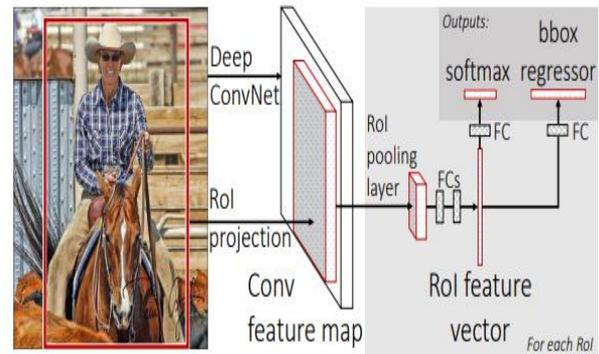 Deep
ConvNet
RoI
projection
Conv
feature map
RoI
pooling
layer
FCs
RoI feature
vector
Outputs:
softmax
bbox
regressor
FC
FC
For each RoI